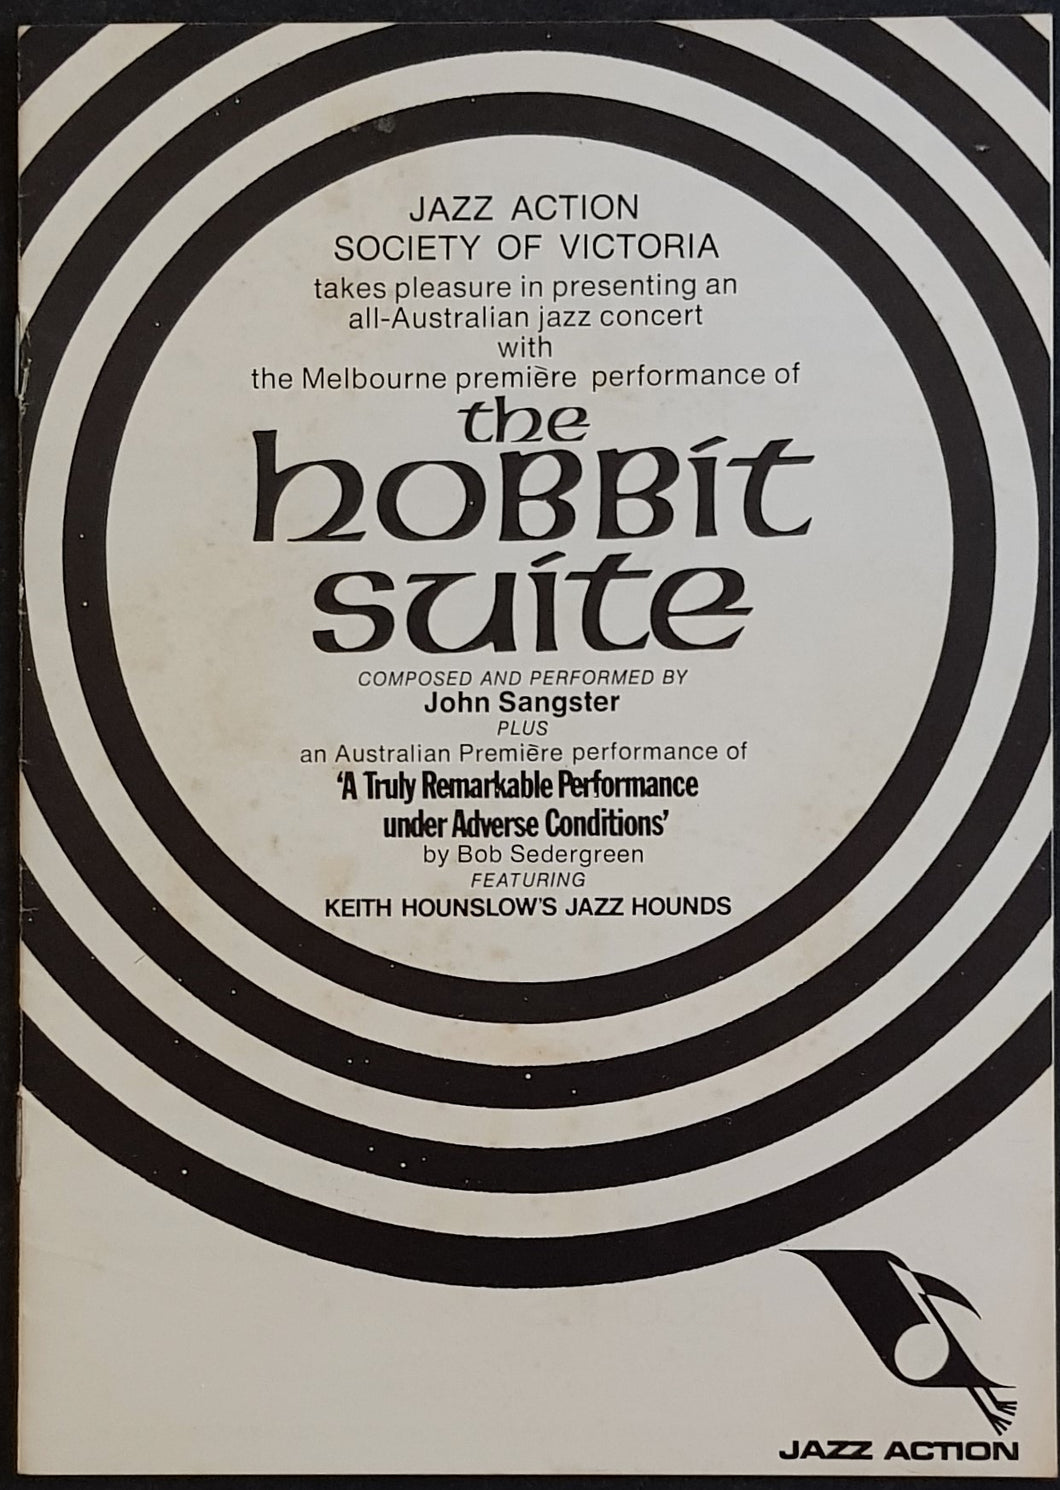 JAZZ ACTION
SOCIETY OF VICTORIA
takes pleasure in presenting an
all-Australian jazz concert
with
the Melbourne première performance of
the
hobbit
suite
COMPOSED AND PERFORMED BY
John Sangster
PLUS
an Australian Première performance of
‘A Truly Remarkable Performance
under Adverse Conditions’
by Bob Sedergreen
FEATURING
KEITH HOUNSLOW'S JAZZ HOUNDS
JAZZ ACTION